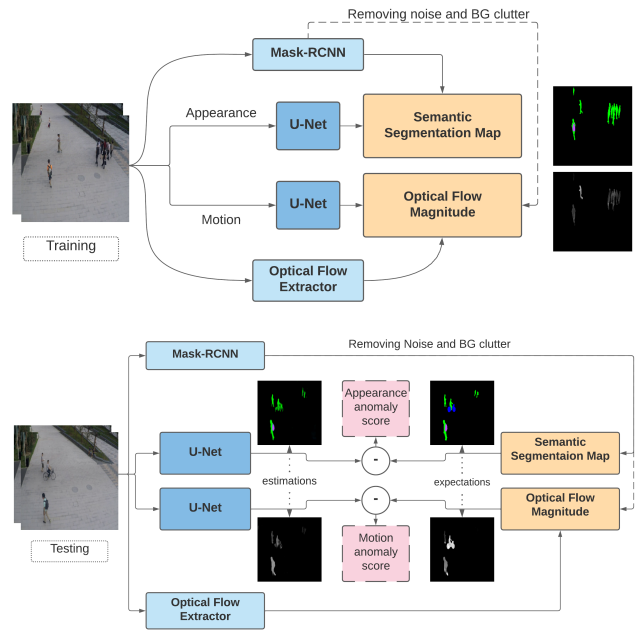 Removing noise and BG clutter
Mask-RCNN
Appearance
U-Net
Semantic
Segmentation Map
Motion
U-Net
Optical Flow
Magnitude
Training
Optical Flow
Extractor
Mask-RCNN
Removing Noise and BG clutter
Appearance
anomaly
score
U-Net
-
Semantic
Segmentaion Map
estimations
expectations
U-Net
-
Optical Flow
Magnitude
Testing
Motion
anomaly
score
Optical Flow
Extractor